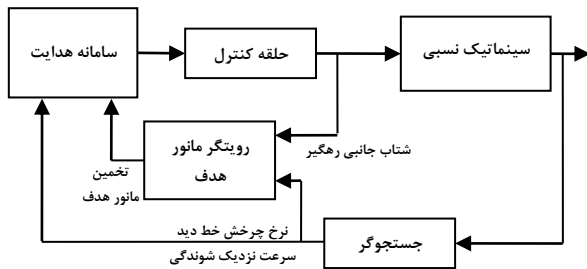 سامانه هدایت
حلقه کنترل
سینماتیک نسبی
رویتگر مانور
هدف
شتاب جانبی رهگیر
تخمین
مانور هدف
نرخ چرخش خط دید
سرعت نزدیک شوندگی
جستجوگر